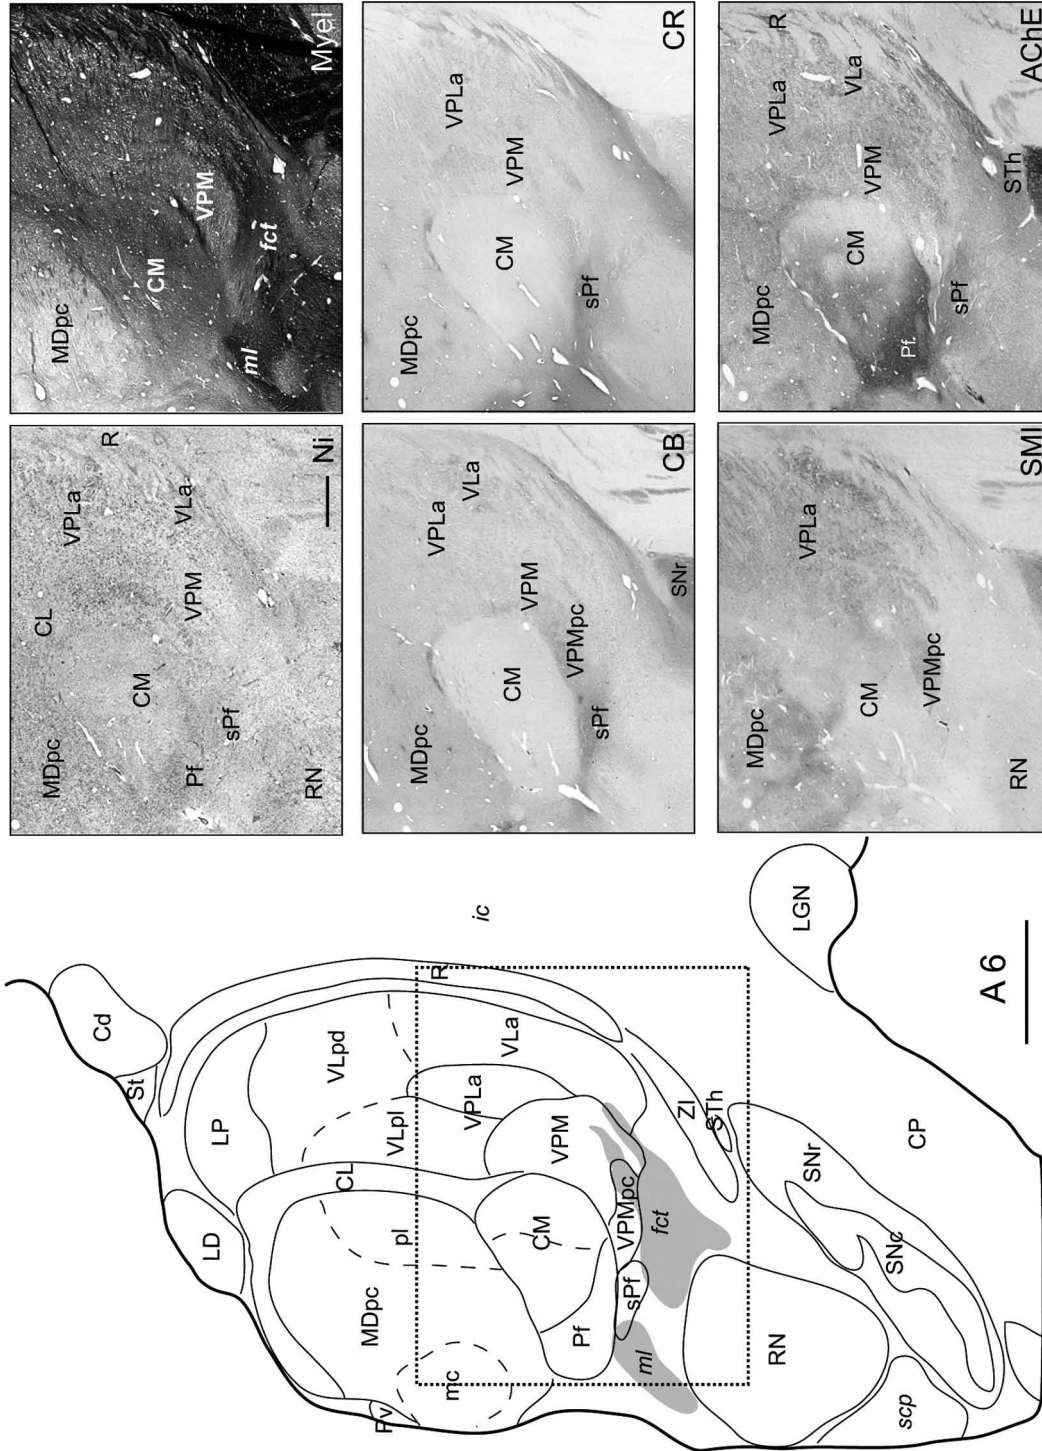 Cd
St
LD
LP
ic
R
VLpd
CL
VLpl
pl
MDpc
Pv
mc
VPLa
VLa
VPM
CM
Pf
VPMpc
sPf
ml
fct
ZI
STh
RN
SNr
SNc
scp
CP
LGN
A 6
MDpc
CL
VPLa
R
CM
VPM
VLa
Pf
sPf
RN
Ni
MDpc
CM
VPM
ml
fct
Myel
MDpc
VPLa
VLa
CM
VPM
VPMpc
sPf
SNr
CB
MDpc
VPLa
CM
VPM
sPf
CR
MDpc
VPLa
CM
VPMpc
RN
SMI
MDpc
VPLa
R
VLa
CM
VPM
Pf
sPf
STh
AChE